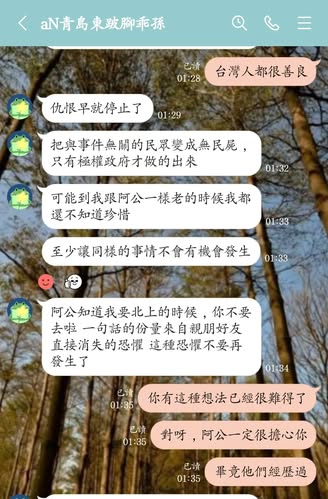 aN青島東跛腳乖孫
台灣人都很善良
已讀
01:28
仇恨早就停止了
01:29
把與事件無關的民眾變成無民屍，
只有極權政府才做的出來
01:32
可能到我跟阿公一樣老的時候我都
還不知道珍惜
01:33
至少讓同樣的事情不會有機會發生
01:33
阿公知道我要北上的時候，你不要
去啦 一句話的份量來自親朋好友
直接消失的恐懼 這種恐懼不要再
發生了
01:34
你有這種想法已經很難得了
已讀
01:35
對呀，阿公一定很擔心你
已讀
01:35
畢竟他們經歷過
已讀
01:35